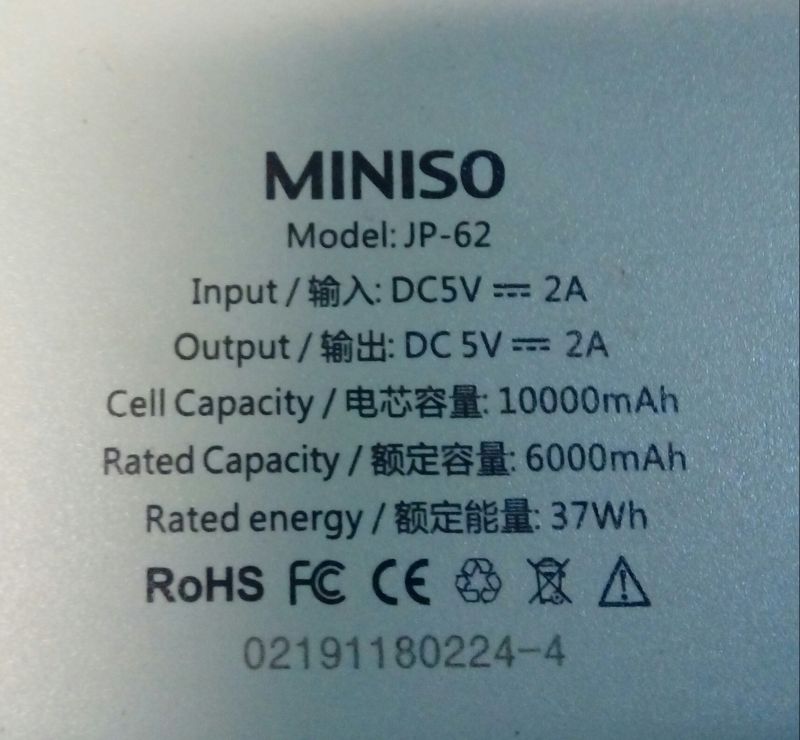 MINISO
Model: JP-62
Input / 输入: DC5V ⎓ 2A
Output / 输出: DC 5V ⎓ 2A
Cell Capacity / 电芯容量: 10000mAh
Rated Capacity / 额定容量: 6000mAh
Rated energy / 额定能量: 37Wh
RoHS FC CE
02191180224-4